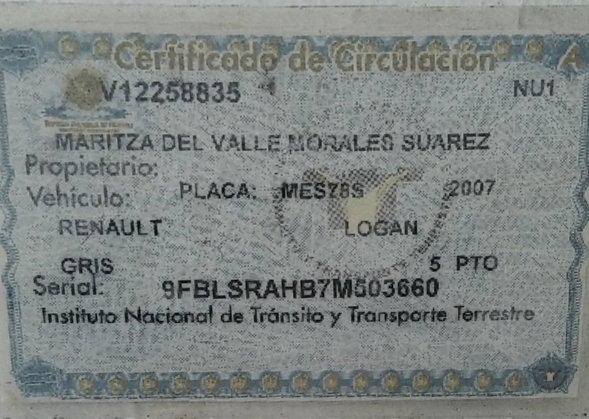 Certificado de Circulación A
V12258835 NU1
MARITZA DEL VALLE MORALES SUAREZ
Propietario:
Vehículo: PLACA: MES78S 2007
RENAULT LOGAN
GRIS 5 PTO
Serial: 9FBLSRAHB7M503660
Instituto Nacional de Tránsito y Transporte Terrestre